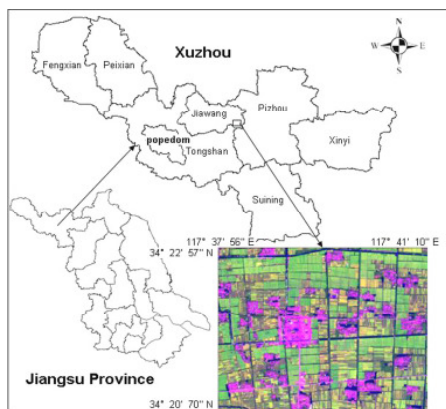 Xuzhou
N
W E
S
Fengxian
Peixian
Jiawang
Pizhou
popedom
Tongshan
Xinyi
Suining
117° 37' 56" E
117° 41' 10" E
34° 22' 57" N
Jiangsu Province
34° 20' 70" N